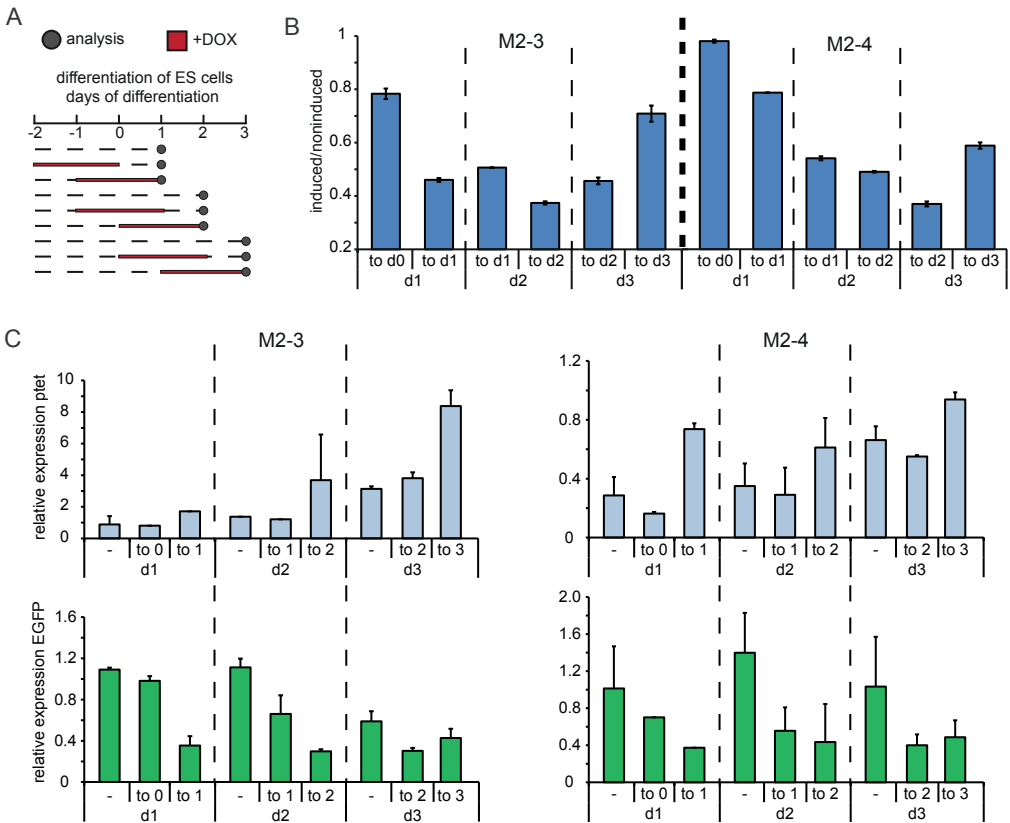 A
analysis +DOX
differentiation of ES cells
days of differentiation
-2 -1 0 1 2 3
B
M2-3 M2-4
induced/noninduced
1
0.8
0.6
0.4
0.2
to d0 to d1 to d1 to d2 to d2 to d3 to d0 to d1 to d1 to d2 to d2 to d3
d1 d2 d3 d1 d2 d3
C
M2-3 M2-4
relative expression ptet
10
8
6
4
2
0
- to 0 to 1 - to 1 to 2 - to 2 to 3
d1 d2 d3
1.2
0.8
0.4
0
- to 0 to 1 - to 1 to 2 - to 2 to 3
d1 d2 d3
relative expression EGFP
1.6
1.2
0.8
0.4
0
- to 0 to 1 - to 1 to 2 - to 2 to 3
d1 d2 d3
2.0
1.6
1.2
0.8
0.4
0
- to 0 to 1 - to 1 to 2 - to 2 to 3
d1 d2 d3